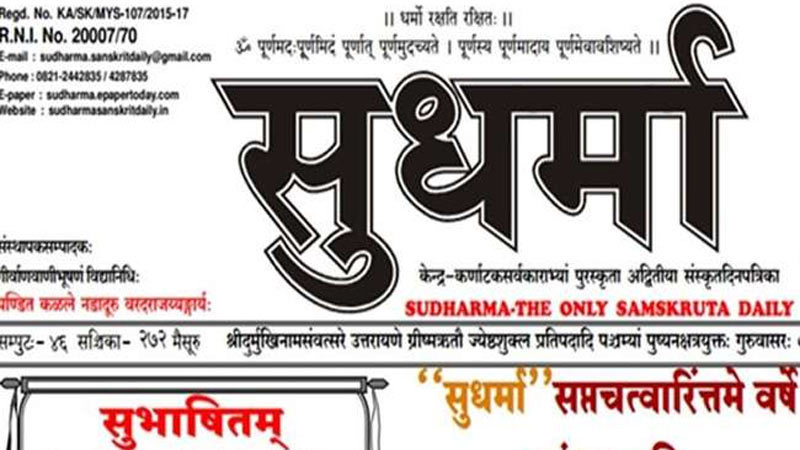 Regd. No. KA/SK/MYS-107/2015-17
R.N.I. No. 20007/70
E-mail : sudharma.sanskritdaily@gmail.com
Phone : 0821-2442835 / 4287835
E-paper : sudharma.epapertoday.com
Website : sudharmasanskritdaily.in
॥ धर्मो रक्षति रक्षितः ॥
ॐ पूर्णमदः पूर्णमिदं पूर्णात् पूर्णमुदच्यते । पूर्णस्य पूर्णमादाय पूर्णमेवावशिष्यते ॥
सुधर्मा
संस्थापकसम्पादकः
गीर्वाणवाणीभूषणं विद्यानिधिः
पण्डित कळले नडादूरु वरदराजय्यङ्गार्यः
केन्द्र-कर्णाटकसर्वकाराभ्यां पुरस्कृता अद्वितीया संस्कृतदिनपत्रिका
SUDHARMA-THE ONLY SAMSKRUTA DAILY
सम्पुटः- ४६ सञ्चिका- २७२ मैसूरु श्रीदुर्मुखिनामसंवत्सरे उत्तरायणे ग्रीष्मऋतौ ज्येष्ठशुक्ल प्रतिपदादि पञ्चम्यां पुष्यनक्षत्रयुक्तः गुरुवासरः
सुभाषितम्
“सुधर्मा” सप्तचत्वारिंत्तमे वर्षे